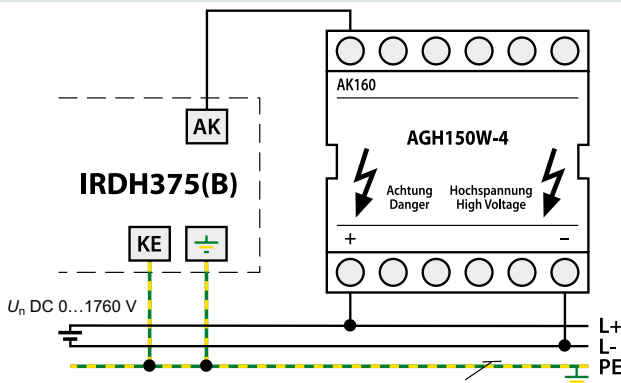 AK160
AK
AGH150W-4
IRDH375(B)
Achtung Hochspannung
Danger High Voltage
+ –
KE
Un DC 0…1760 V
L+
L-
PE